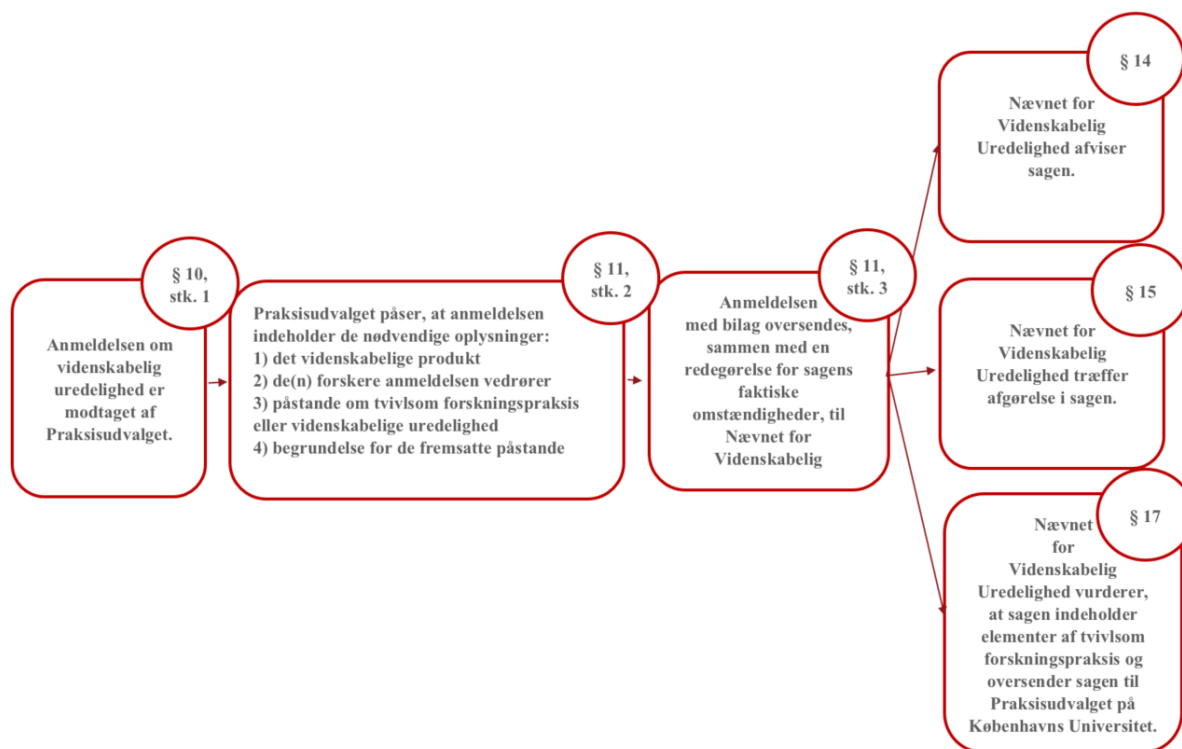 § 10,
stk. 1
Anmeldelsen om
videnskabelig
uredelighed er
modtaget af
Praksisudvalget.
§ 11,
stk. 2
Praksisudvalget påser, at anmeldelsen
indeholder de nødvendige oplysninger:
1) det videnskabelige produkt
2) de(n) forskere anmeldelsen vedrører
3) påstande om tvivlsom forskningspraksis
eller videnskabelige uredelighed
4) begrundelse for de fremsatte påstande
§ 11,
stk. 3
Anmeldelsen
med bilag oversendes,
sammen med en
redegørelse for sagens
faktiske
omstændigheder, til
Nævnet for
Videnskabelig
§ 14
Nævnet for
Videnskabelig
Uredelighed afviser
sagen.
§ 15
Nævnet for
Videnskabelig
Uredelighed træffer
afgørelse i sagen.
§ 17
Nævnet
for
Videnskabelig
Uredelighed vurderer,
at sagen indeholder
elementer af tvivlsom
forskningspraksis og
oversender sagen til
Praksisudvalget på
Københavns Universitet.